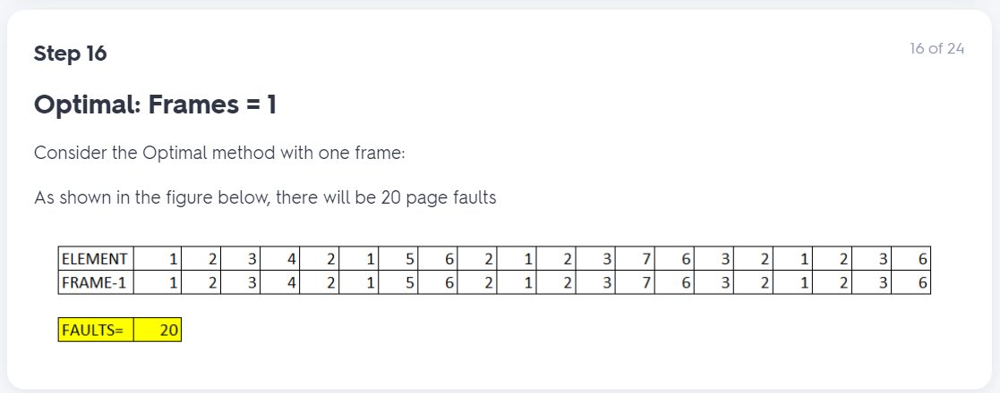 Step 16
16 of 24
Optimal: Frames = 1
Consider the Optimal method with one frame:
As shown in the figure below, there will be 20 page faults
ELEMENT 1 2 3 4 2 1 5 6 2 1 2 3 7 6 3 2 1 2 3 6
FRAME-1 1 2 3 4 2 1 5 6 2 1 2 3 7 6 3 2 1 2 3 6
FAULTS= 20